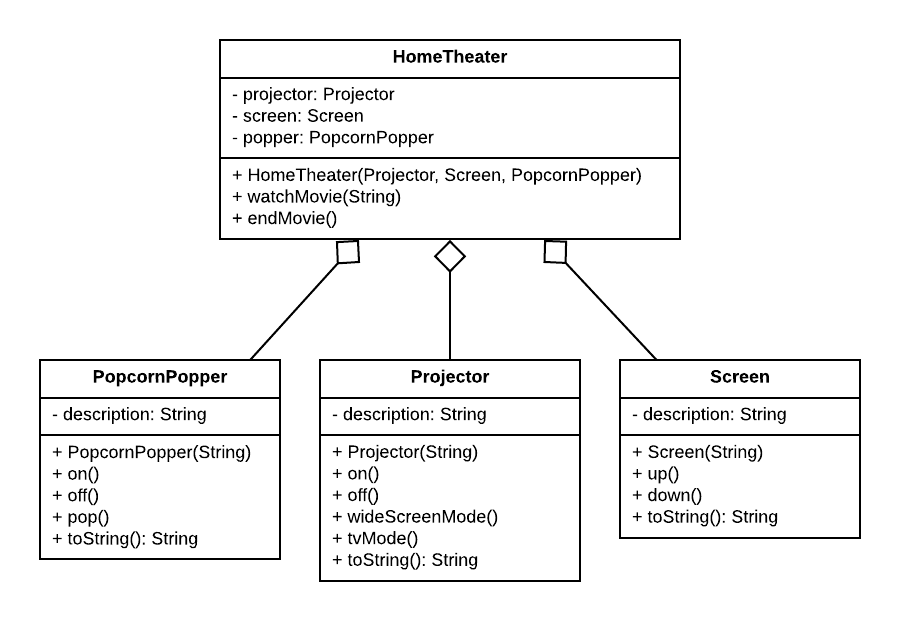 HomeTheater
- projector: Projector
- screen: Screen
- popper: PopcornPopper
+ HomeTheater(Projector, Screen, PopcornPopper)
+ watchMovie(String)
+ endMovie()
PopcornPopper
- description: String
+ PopcornPopper(String)
+ on()
+ off()
+ pop()
+ toString(): String
Projector
- description: String
+ Projector(String)
+ on()
+ off()
+ wideScreenMode()
+ tvMode()
+ toString(): String
Screen
- description: String
+ Screen(String)
+ up()
+ down()
+ toString(): String